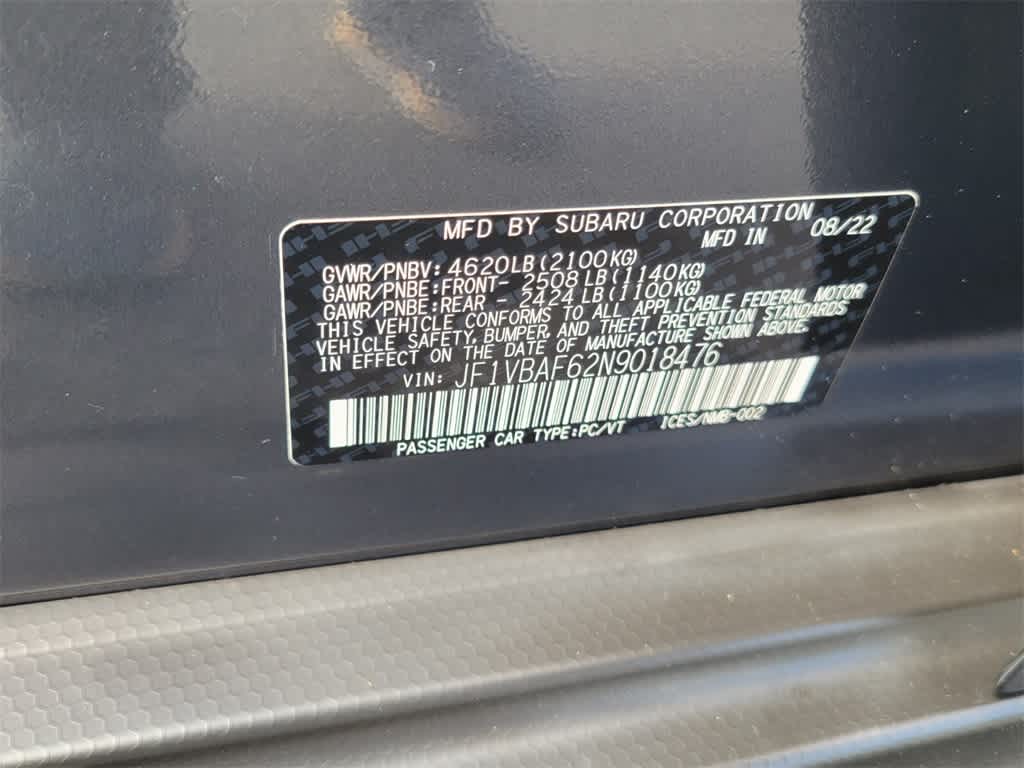 MFD BY SUBARU CORPORATION
MFD IN 08/22
GVWR/PNBV: 4620LB(2100KG)
GAWR/PNBE:FRONT- 2508 LB(1140KG)
GAWR/PNBE:REAR - 2424 LB(1100KG)
THIS VEHICLE CONFORMS TO ALL APPLICABLE FEDERAL MOTOR
VEHICLE SAFETY, BUMPER, AND THEFT PREVENTION STANDARDS
IN EFFECT ON THE DATE OF MANUFACTURE SHOWN ABOVE.
VIN: JF1VBAF62N9018476
PASSENGER CAR TYPE:PC/VT ICES/NMB-002